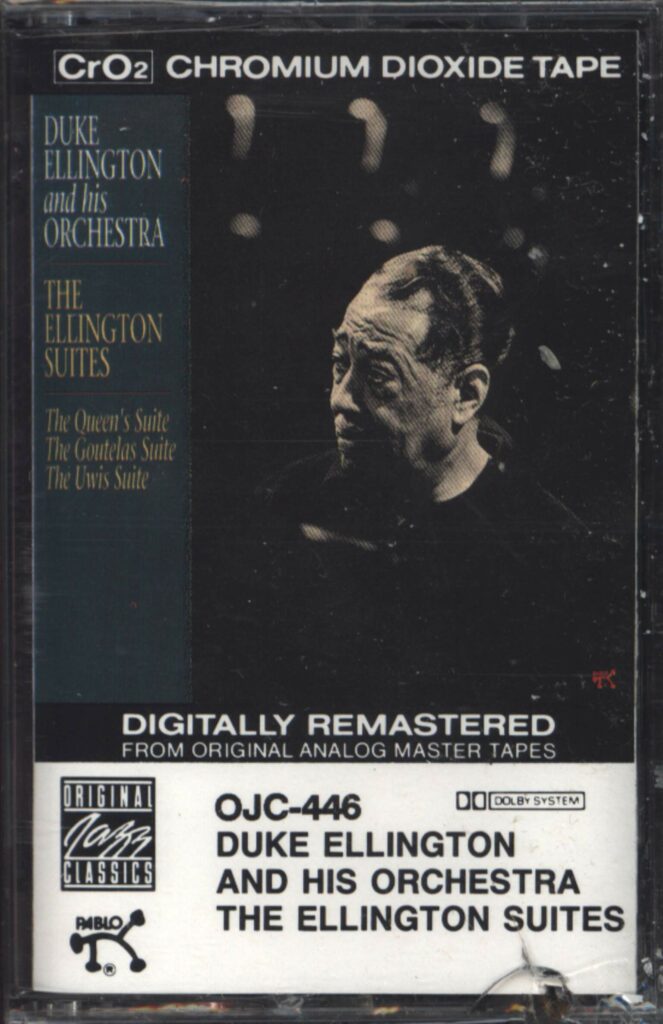 CrO2 CHROMIUM DIOXIDE TAPE
DUKE
ELLINGTON
and his
ORCHESTRA
THE
ELLINGTON
SUITES
The Queen's Suite
The Goutelas Suite
The Uwis Suite
DIGITALLY REMASTERED
FROM ORIGINAL ANALOG MASTER TAPES
ORIGINAL
Jazz
CLASSICS
PABLO
®
OJC-446
DOLBY SYSTEM
DUKE ELLINGTON
AND HIS ORCHESTRA
THE ELLINGTON SUITES